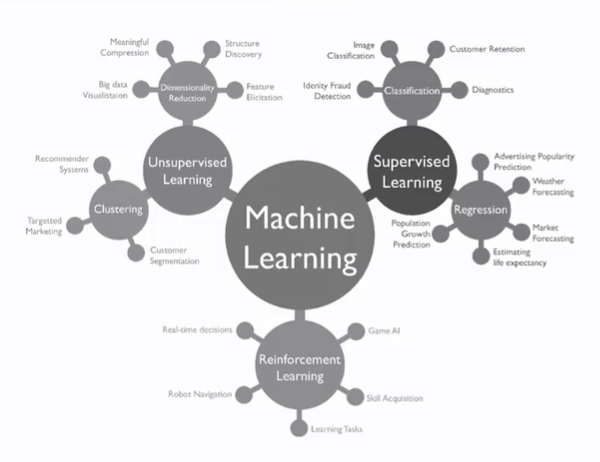 Meaningful
Compression
Structure
Discovery
Big data
Visualistaion
Dimensionality
Reduction
Feature
Elicitation
Unsupervised
Learning
Recommender
Systems
Clustering
Targetted
Marketing
Customer
Segmentation
Image
Classification
Customer Retention
Idenity Fraud
Detection
Classification
Diagnostics
Supervised
Learning
Advertising Popularity
Prediction
Weather
Forecasting
Regression
Population
Growth
Prediction
Market
Forecasting
Estimating
life expectancy
Machine
Learning
Real-time decisions
Game AI
Reinforcement
Learning
Robot Navigation
Skill Acquisition
Learning Tasks